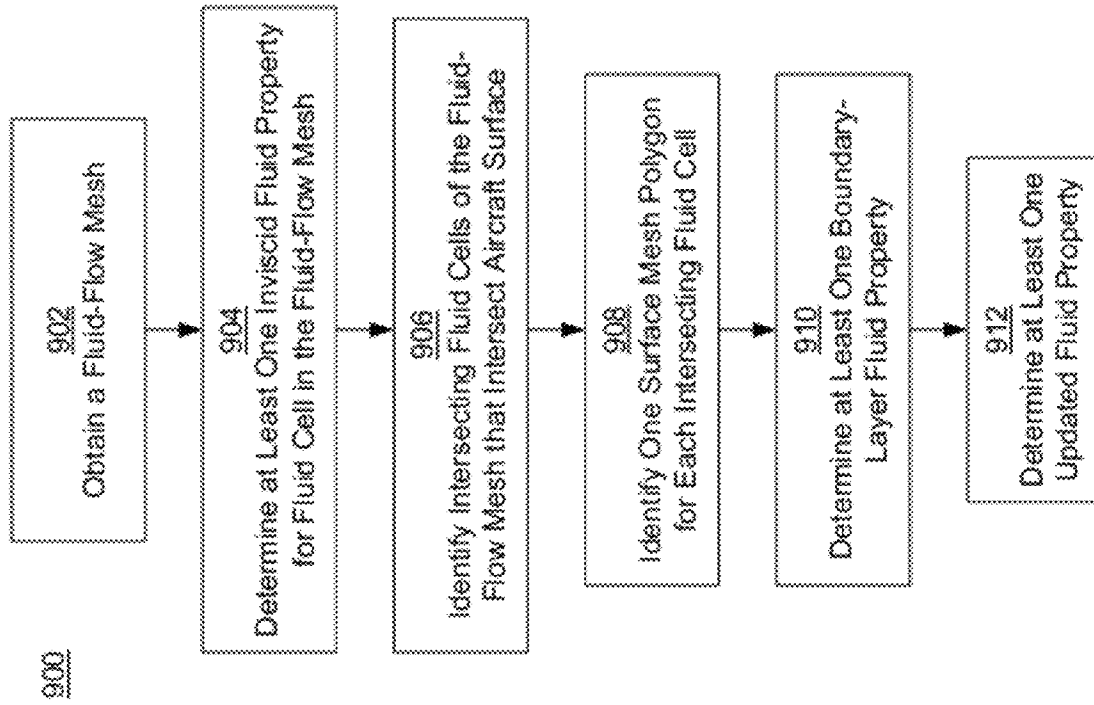 900
902
Obtain a Fluid-Flow Mesh
904
Determine at Least One Inviscid Fluid Property
for Fluid Cell in the Fluid-Flow Mesh
906
Identify Intersecting Fluid Cells of the Fluid-
Flow Mesh that Intersect Aircraft Surface
908
Identify One Surface Mesh Polygon
for Each Intersecting Fluid Cell
910
Determine at Least One Boundary-
Layer Fluid Property
912
Determine at Least One
Updated Fluid Property